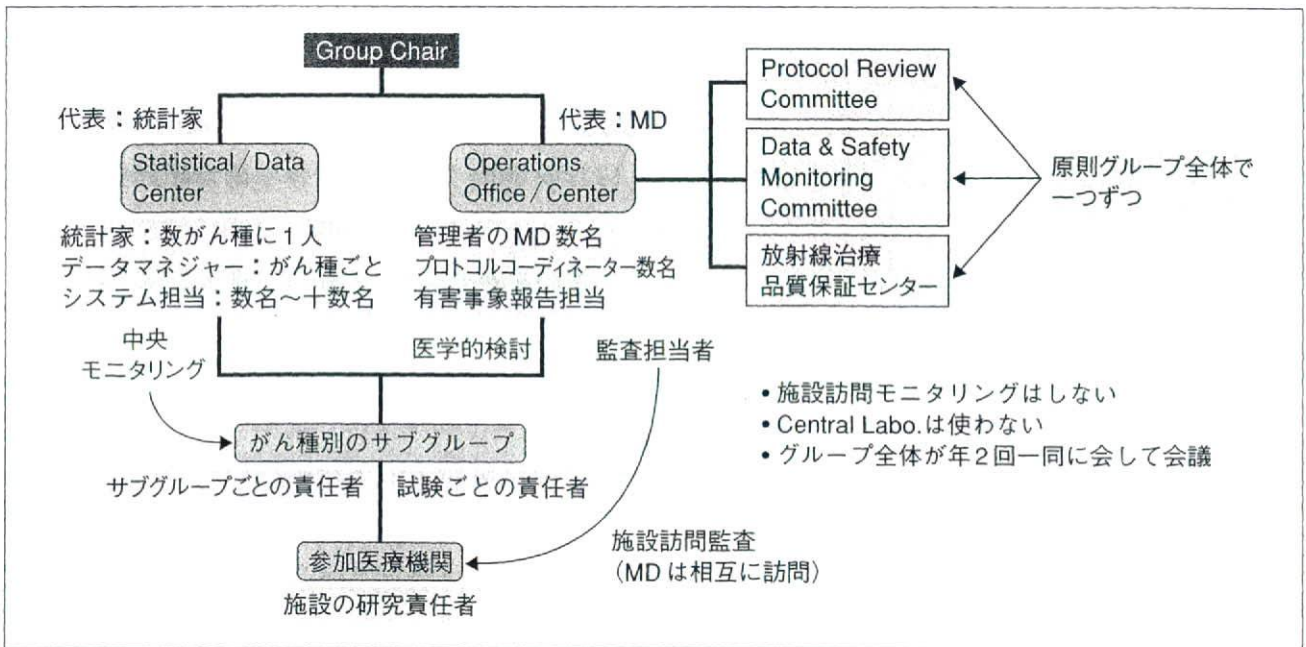 Group Chair
代表：統計家
代表：MD
Statistical / Data
Center
Operations
Office / Center
Protocol Review
Committee
Data & Safety
Monitoring
Committee
放射線治療
品質保証センター
原則グループ全体で
一つずつ
統計家：数がん種に1人
データマネジャー：がん種ごと
システム担当：数名〜十数名
管理者のMD数名
プロトコルコーディネーター数名
有害事象報告担当
中央
モニタリング
医学的検討
監査担当者
• 施設訪問モニタリングはしない
• Central Labo.は使わない
• グループ全体が年2回一同に会して会議
がん種別のサブグループ
サブグループごとの責任者
試験ごとの責任者
参加医療機関
施設の研究責任者
施設訪問監査
（MDは相互に訪問）